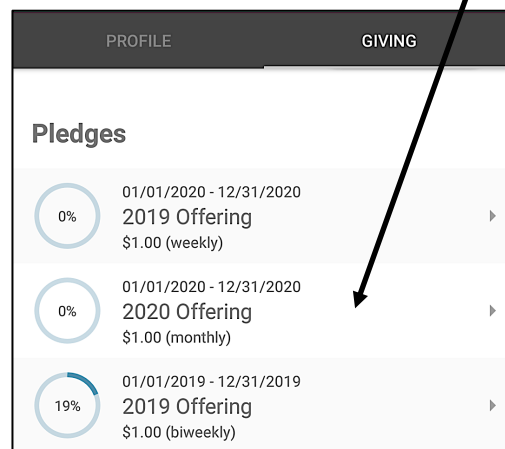 PROFILE GIVING
Pledges
01/01/2020 - 12/31/2020
0% 2019 Offering
$1.00 (weekly)
01/01/2020 - 12/31/2020
0% 2020 Offering
$1.00 (monthly)
01/01/2019 - 12/31/2019
19% 2019 Offering
$1.00 (biweekly)